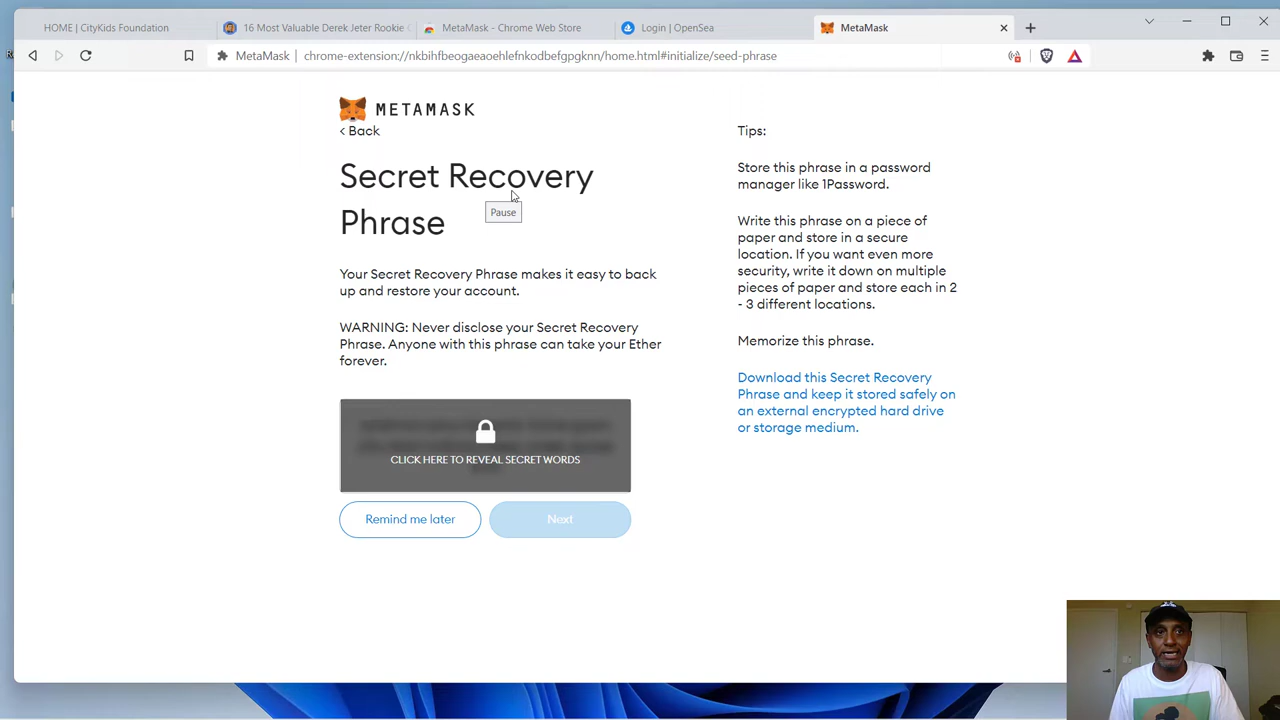 HOME | CityKids Foundation
16 Most Valuable Derek Jeter Rookie
MetaMask - Chrome Web Store
Login | OpenSea
MetaMask
MetaMask
chrome-extension://nkbihfbeogaeaoehlefnkodbefgpgknn/home.html#initialize/seed-phrase
METAMASK
< Back
Secret Recovery
Phrase
Pause
Your Secret Recovery Phrase makes it easy to back
up and restore your account.
WARNING: Never disclose your Secret Recovery
Phrase. Anyone with this phrase can take your Ether
forever.
CLICK HERE TO REVEAL SECRET WORDS
Remind me later
Next
Tips:
Store this phrase in a password
manager like 1Password.
Write this phrase on a piece of
paper and store in a secure
location. If you want even more
security, write it down on multiple
pieces of paper and store each in 2
- 3 different locations.
Memorize this phrase.
Download this Secret Recovery
Phrase and keep it stored safely on
an external encrypted hard drive
or storage medium.